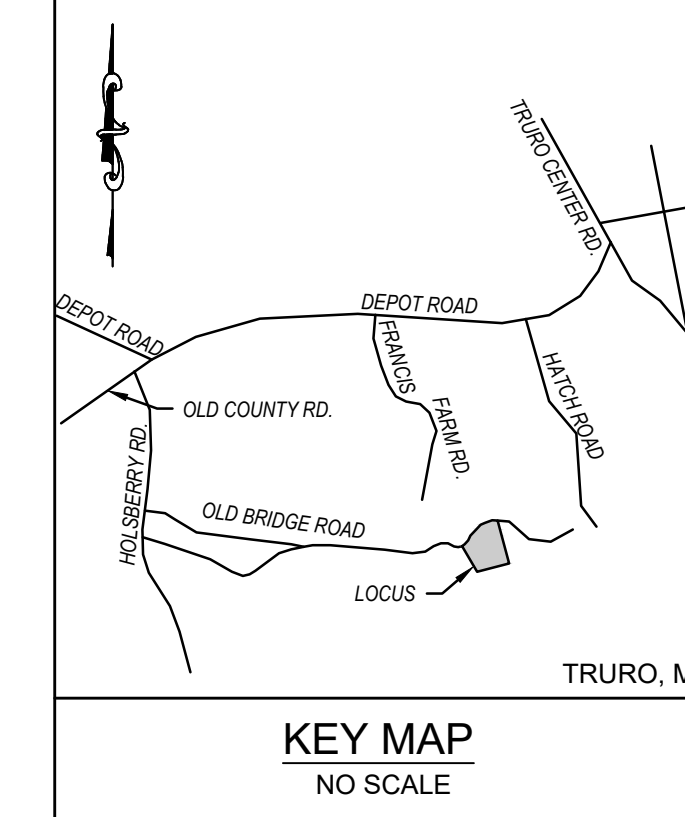 TRURO CENTER RD.
DEPOT ROAD
DEPOT ROAD
FRANCIS
FARM RD.
HATCH ROAD
OLD COUNTY RD.
HOLSBERRY RD.
OLD BRIDGE ROAD
LOCUS
TRURO, M
KEY MAP
NO SCALE